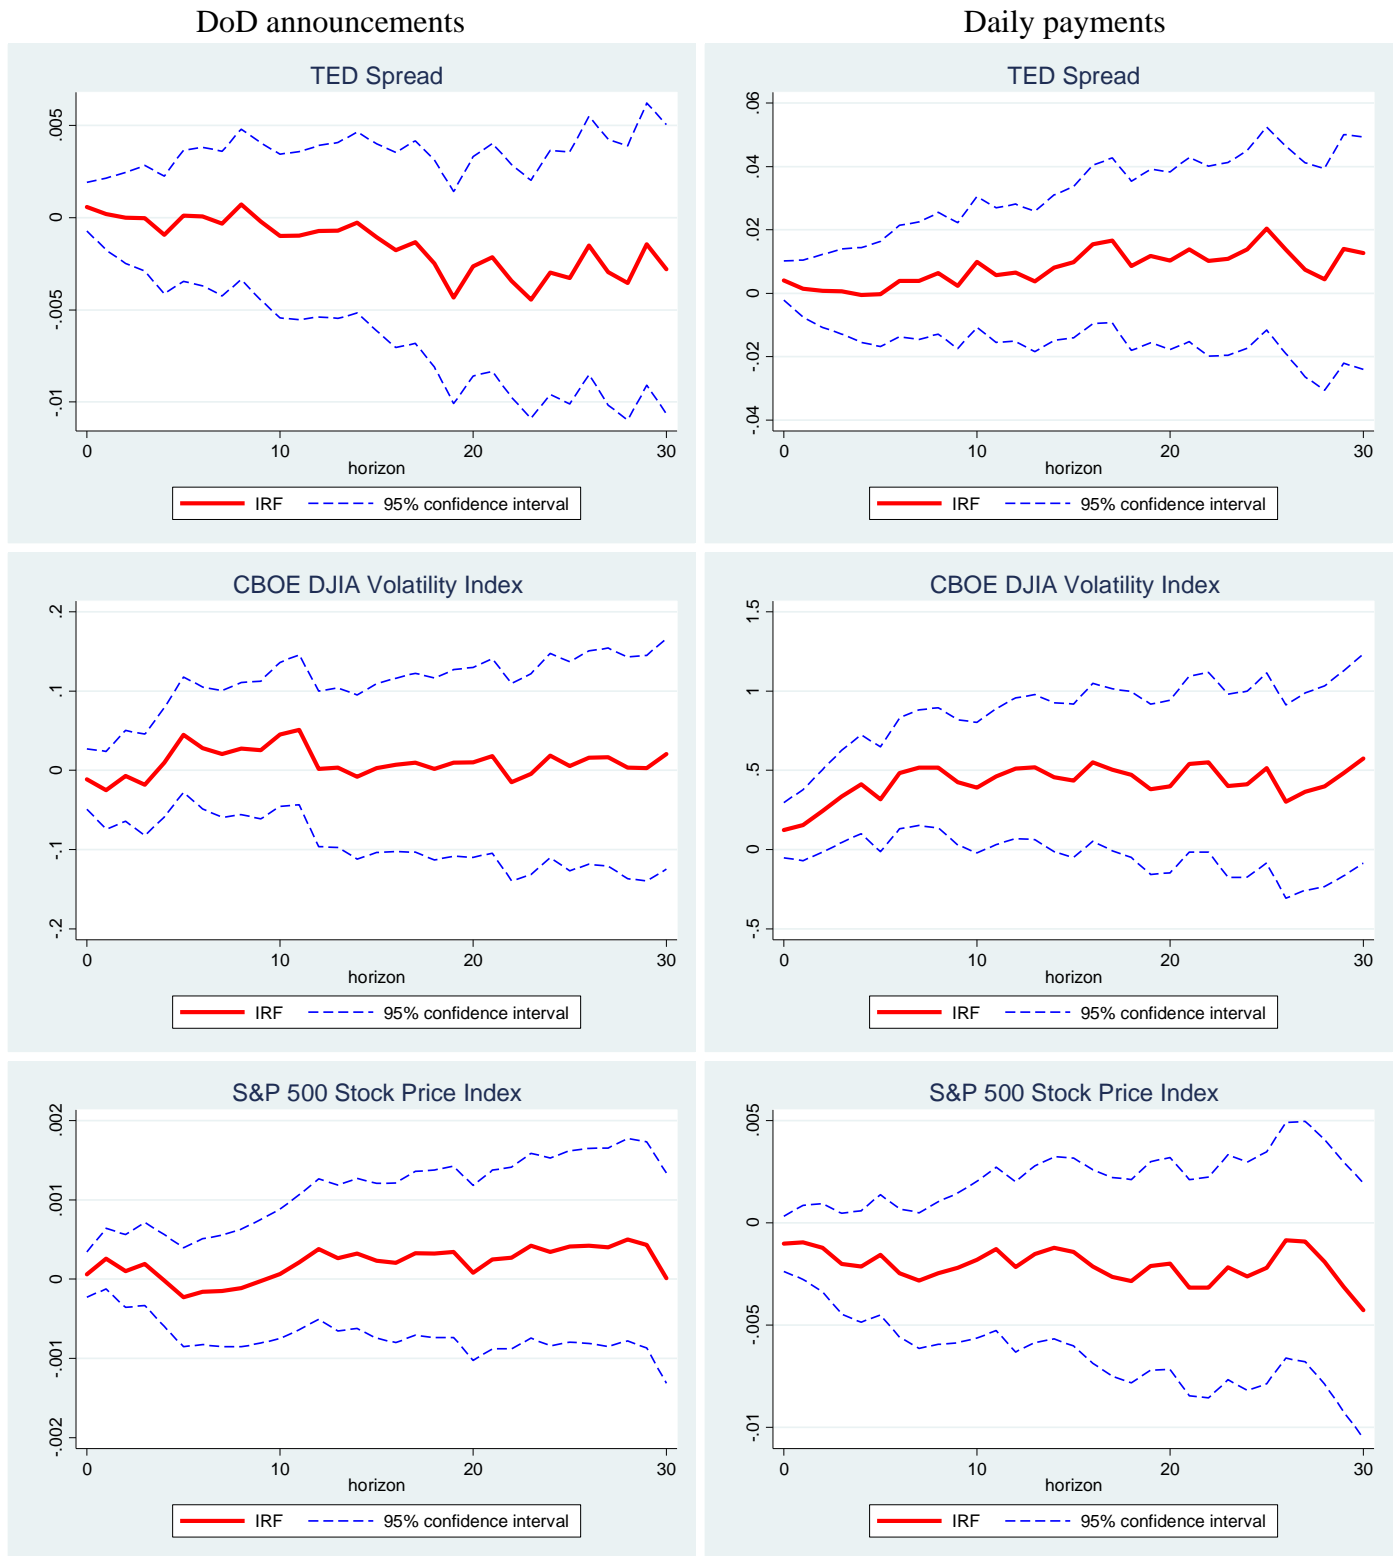 DoD announcements
Daily payments
TED Spread
.005
0
-.005
-.01
0 10 20 30
horizon
IRF 95% confidence interval
TED Spread
.06
.04
.02
0
-.02
-.04
0 10 20 30
horizon
IRF 95% confidence interval
CBOE DJIA Volatility Index
.2
.1
0
-.1
-.2
0 10 20 30
horizon
IRF 95% confidence interval
CBOE DJIA Volatility Index
1.5
1
.5
0
-.5
0 10 20 30
horizon
IRF 95% confidence interval
S&P 500 Stock Price Index
.002
.001
0
-.001
-.002
0 10 20 30
horizon
IRF 95% confidence interval
S&P 500 Stock Price Index
.005
0
-.005
-.01
0 10 20 30
horizon
IRF 95% confidence interval